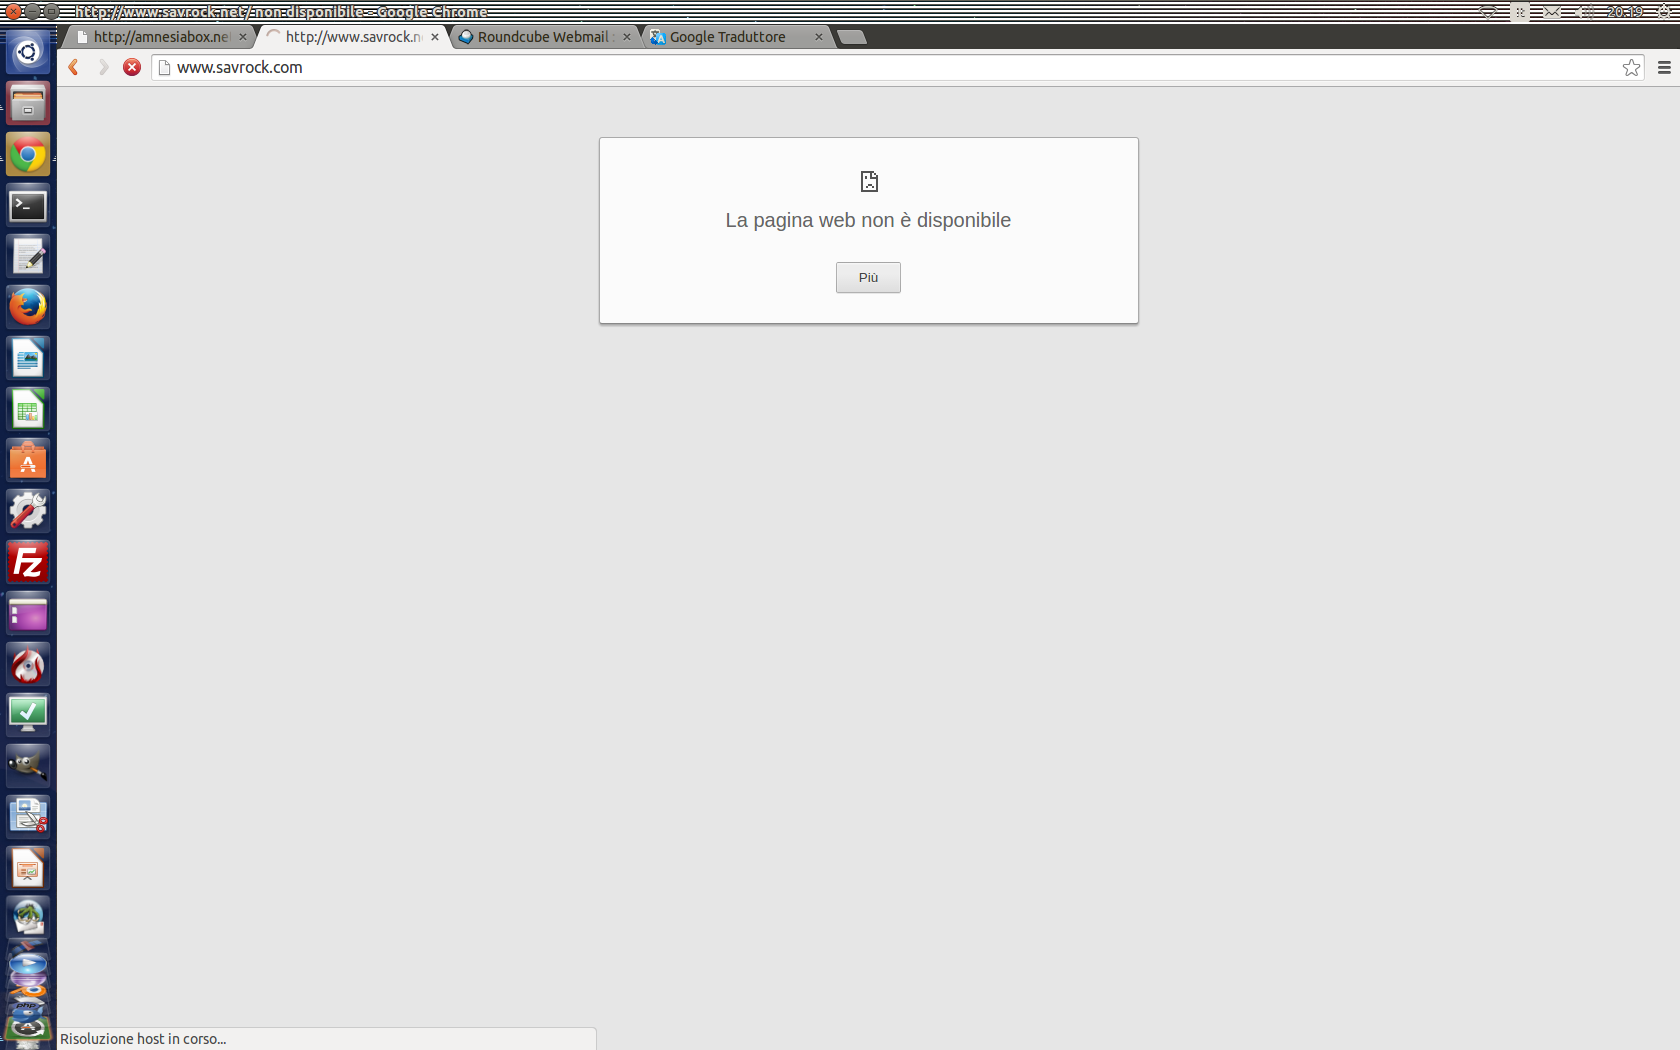 http://www.savrock.net/ non disponibile - Google Chrome
20:19
http://amnesiabox.ne
http://www.savrock.n
Roundcube Webmail
Google Traduttore
www.savrock.com
La pagina web non è disponibile
Più
Risoluzione host in corso...